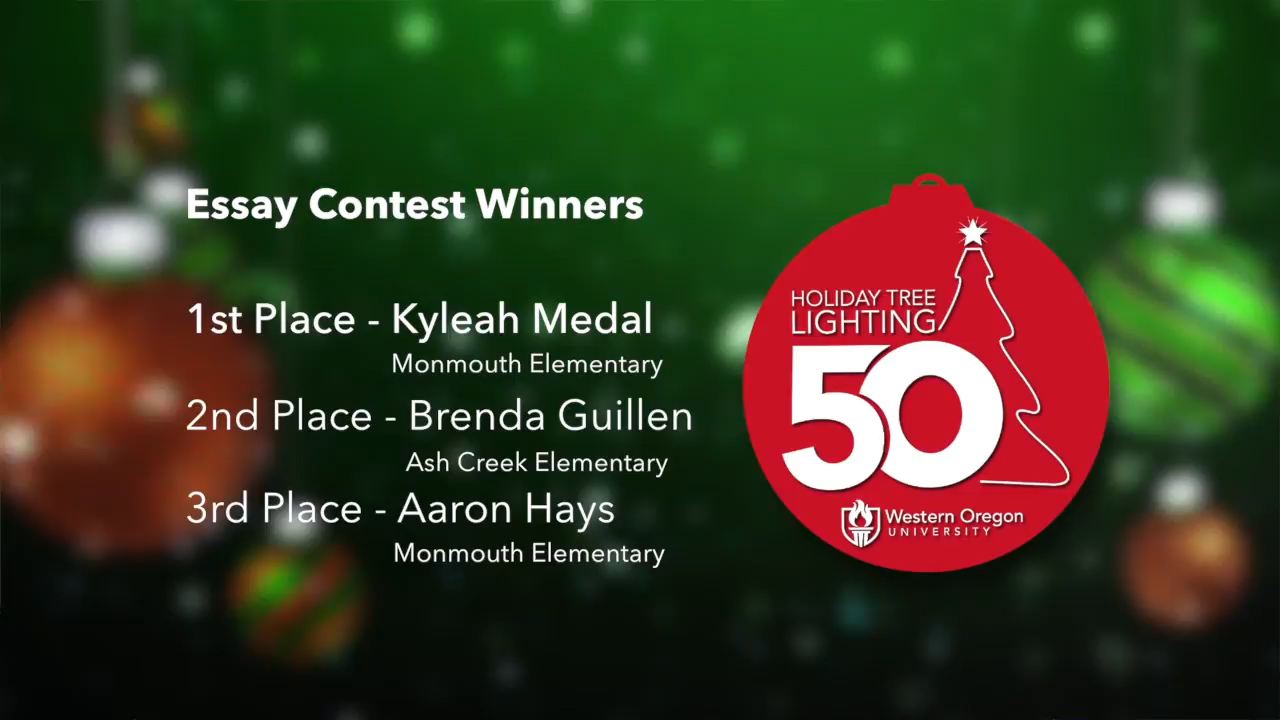 Essay Contest Winners
1st Place - Kyleah Medal
Monmouth Elementary
2nd Place - Brenda Guillen
Ash Creek Elementary
3rd Place - Aaron Hays
Monmouth Elementary
HOLIDAY TREE
LIGHTING
50
Western Oregon
UNIVERSITY